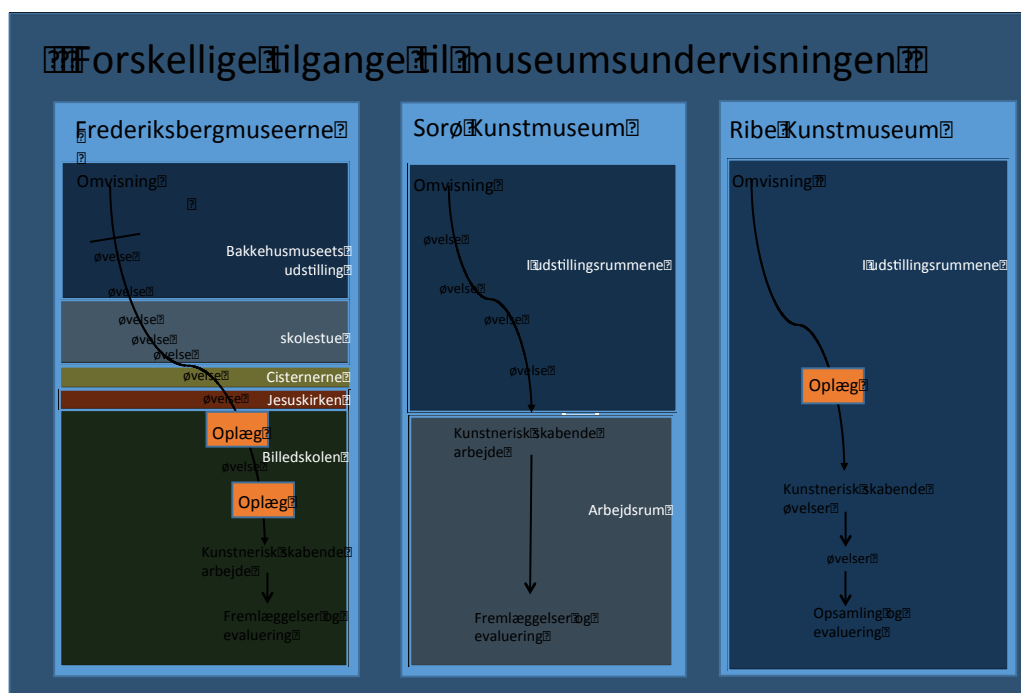 Forskellige tilgange til museumsundervisningen
Frederiksbergmuseerne
Omvisning
øvelse
Bakkehusmuseets
udstilling
øvelse
øvelse
øvelse
skolestue
øvelse
øvelse
Cisternerne
øvelse
Jesuskirken
Oplæg
Billedskolen
øvelse
Oplæg
Kunstnerisk skabende
arbejde
Fremlæggelser og
evaluering
Sorø Kunstmuseum
Omvisning
øvelse
I udstillingsrummene
øvelse
øvelse
øvelse
Kunstnerisk skabende
arbejde
Arbejdsrum
Fremlæggelser og
evaluering
Ribe Kunstmuseum
Omvisning
I udstillingsrummene
Oplæg
Kunstnerisk skabende
øvelser
øvelser
Opsamling og
evaluering